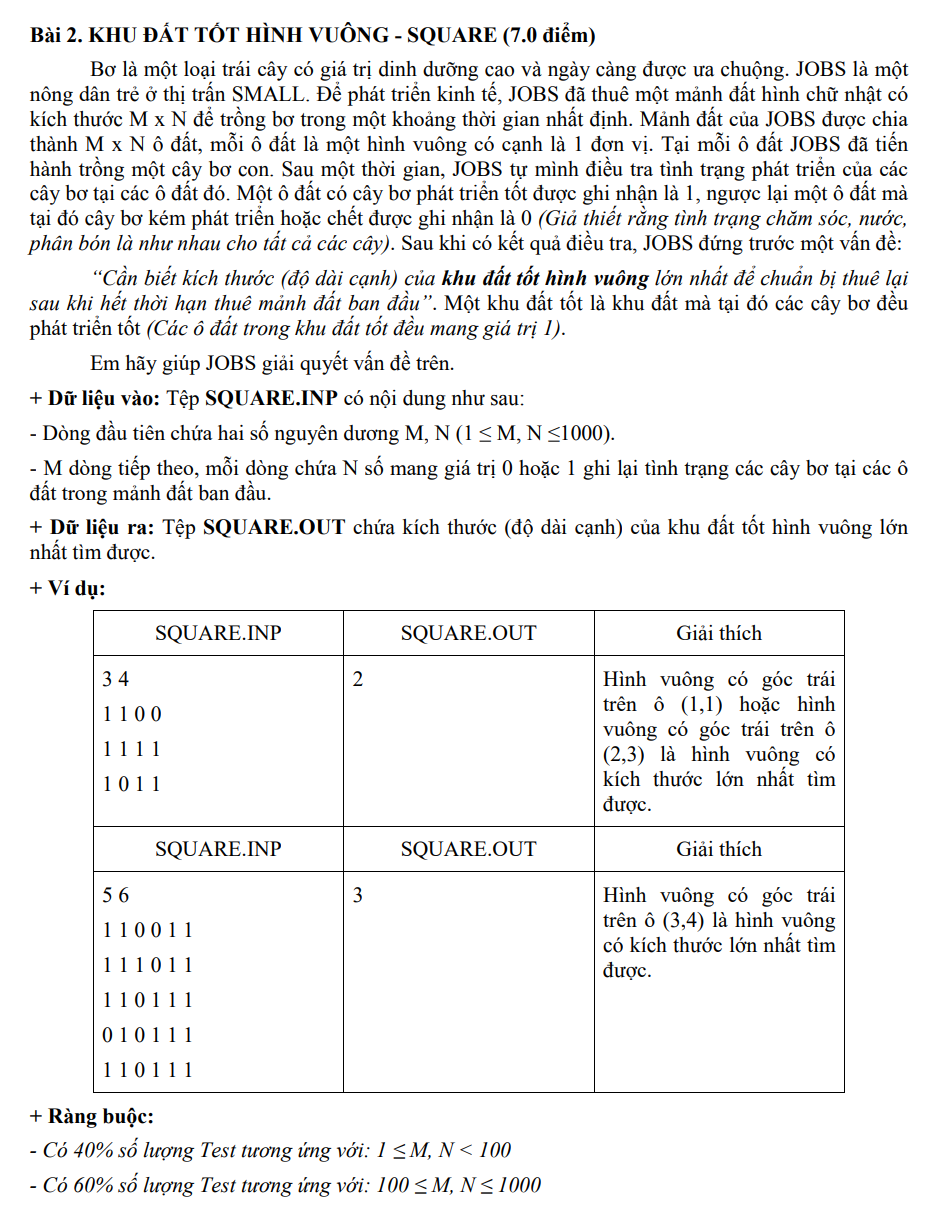 Bài 2. KHU ĐẤT TỐT HÌNH VUÔNG - SQUARE (7.0 điểm)
Bơ là một loại trái cây có giá trị dinh dưỡng cao và ngày càng được ưa chuộng. JOBS là một
nông dân trẻ ở thị trấn SMALL. Để phát triển kinh tế, JOBS đã thuê một mảnh đất hình chữ nhật có
kích thước M x N để trồng bơ trong một khoảng thời gian nhất định. Mảnh đất của JOBS được chia
thành M x N ô đất, mỗi ô đất là một hình vuông có cạnh là 1 đơn vị. Tại mỗi ô đất JOBS đã tiến
hành trồng một cây bơ con. Sau một thời gian, JOBS tự mình điều tra tình trạng phát triển của các
cây bơ tại các ô đất đó. Một ô đất có cây bơ phát triển tốt được ghi nhận là 1, ngược lại một ô đất mà
tại đó cây bơ kém phát triển hoặc chết được ghi nhận là 0 (Giả thiết rằng tình trạng chăm sóc, nước,
phân bón là như nhau cho tất cả các cây). Sau khi có kết quả điều tra, JOBS đứng trước một vấn đề:
“Cần biết kích thước (độ dài cạnh) của khu đất tốt hình vuông lớn nhất để chuẩn bị thuê lại
sau khi hết thời hạn thuê mảnh đất ban đầu”. Một khu đất tốt là khu đất mà tại đó các cây bơ đều
phát triển tốt (Các ô đất trong khu đất tốt đều mang giá trị 1).
Em hãy giúp JOBS giải quyết vấn đề trên.
+ Dữ liệu vào: Tệp SQUARE.INP có nội dung như sau:
- Dòng đầu tiên chứa hai số nguyên dương M, N (1 ≤ M, N ≤1000).
- M dòng tiếp theo, mỗi dòng chứa N số mang giá trị 0 hoặc 1 ghi lại tình trạng các cây bơ tại các ô
đất trong mảnh đất ban đầu.
+ Dữ liệu ra: Tệp SQUARE.OUT chứa kích thước (độ dài cạnh) của khu đất tốt hình vuông lớn
nhất tìm được.
+ Ví dụ:
SQUARE.INP SQUARE.OUT Giải thích
3 4
1 1 0 0
1 1 1 1
1 0 1 1
2
Hình vuông có góc trái
trên ô (1,1) hoặc hình
vuông có góc trái trên ô
(2,3) là hình vuông có
kích thước lớn nhất tìm
được.
SQUARE.INP SQUARE.OUT Giải thích
5 6
1 1 0 0 1 1
1 1 1 0 1 1
1 1 0 1 1 1
0 1 0 1 1 1
1 1 0 1 1 1
3
Hình vuông có góc trái
trên ô (3,4) là hình vuông
có kích thước lớn nhất tìm
được.
+ Ràng buộc:
- Có 40% số lượng Test tương ứng với: 1 ≤ M, N < 100
- Có 60% số lượng Test tương ứng với: 100 ≤ M, N ≤ 1000